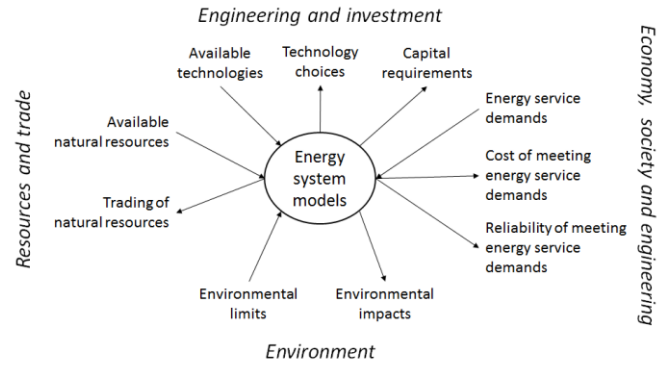 Engineering and investment
Available
technologies
Technology
choices
Capital
requirements
Resources and trade
Available
natural resources
Trading of
natural resources
Energy
system
models
Energy service
demands
Cost of meeting
energy service
demands
Reliability of meeting
energy service
demands
Economy, society and engineering
Environmental
limits
Environmental
impacts
Environment